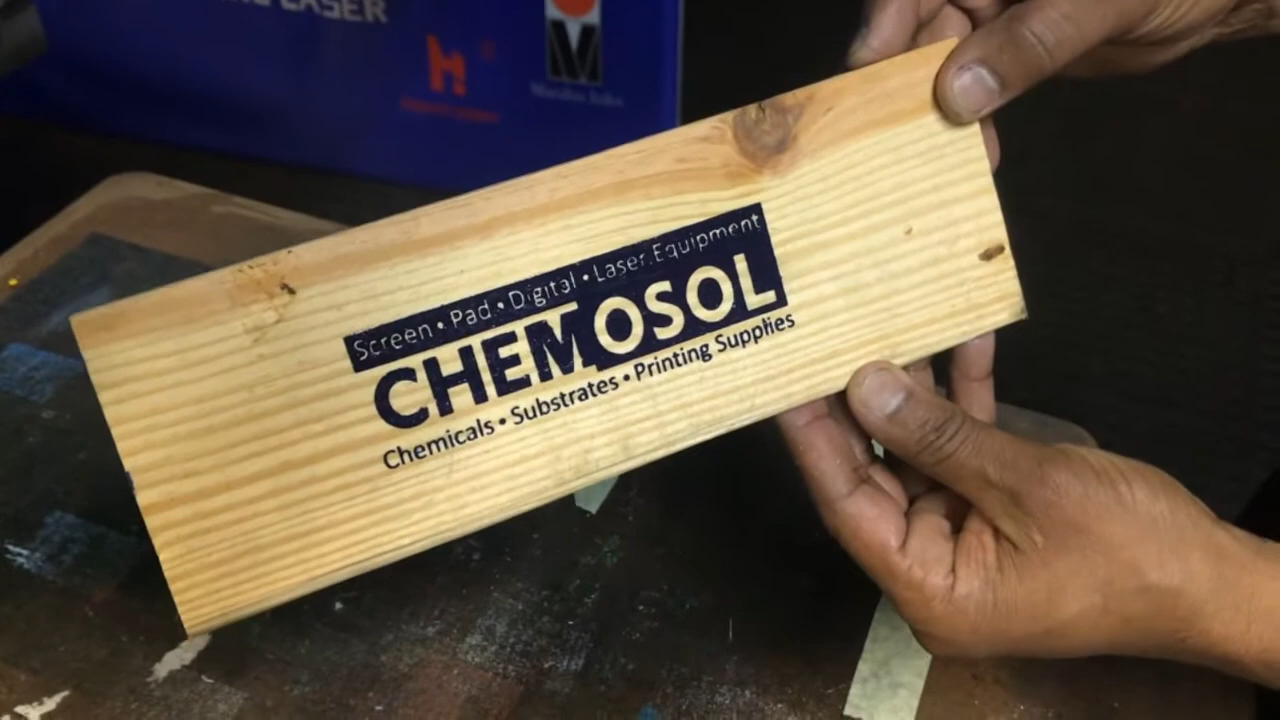 LASER
Screen • Pad • Digital • Laser Equipment
CHEMOSOL
Chemicals • Substrates • Printing Supplies